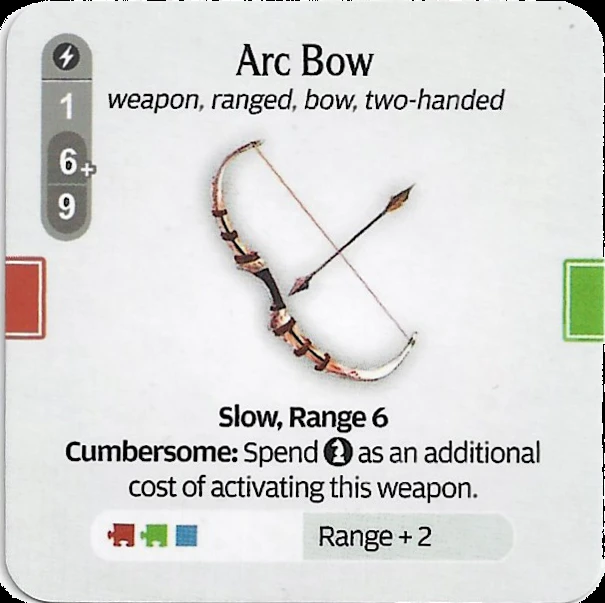 Arc Bow
weapon, ranged, bow, two-handed
1
6+
9
Slow, Range 6
Cumbersome: Spend as an additional
cost of activating this weapon.
Range + 2